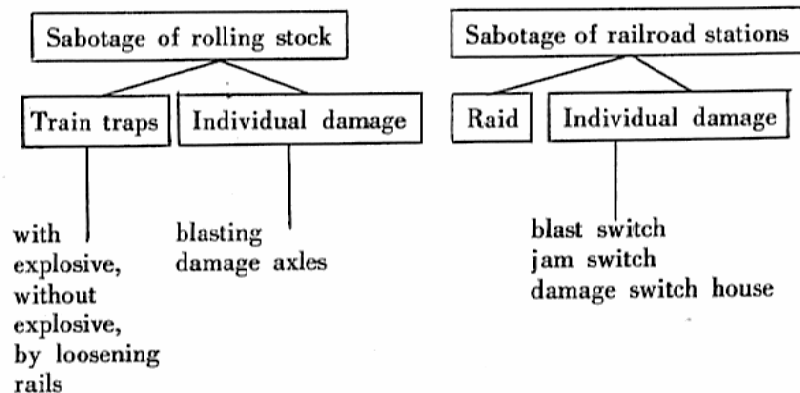 Sabotage of rolling stock
Sabotage of railroad stations
Train traps
Individual damage
Raid
Individual damage
with
explosive,
without
explosive,
by loosening
rails
blasting
damage axles
blast switch
jam switch
damage switch house